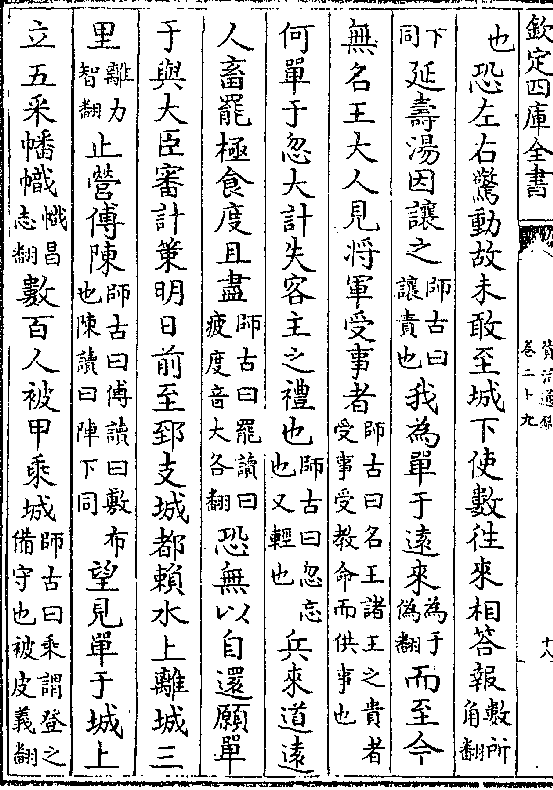 欽定四庫全書
資治通鑑
卷二十九
十八
也恐左右驚動故未敢至城下使數往來相答報數所角翻
下同延壽湯因讓之師古曰讓責也我為單于遠來為于偽翻而至今
無名王大人見將軍受事者師古曰名王諸王之貴者受事受教命而供事也
何單于忽大計失客主之禮也師古曰忽忘也又輕也兵來道遠
人畜罷極食度且盡師古曰罷讀曰疲度音大各翻恐無以自還願單
于與大臣審計策明日前至郅支城都賴水上離城三
里離力智翻止營傅陳師古曰傅讀曰敷布也陳讀曰陣下同望見單于城上
立五采幡幟幟昌志翻數百人被甲乘城師古曰乘謂登之備守也被皮義翻